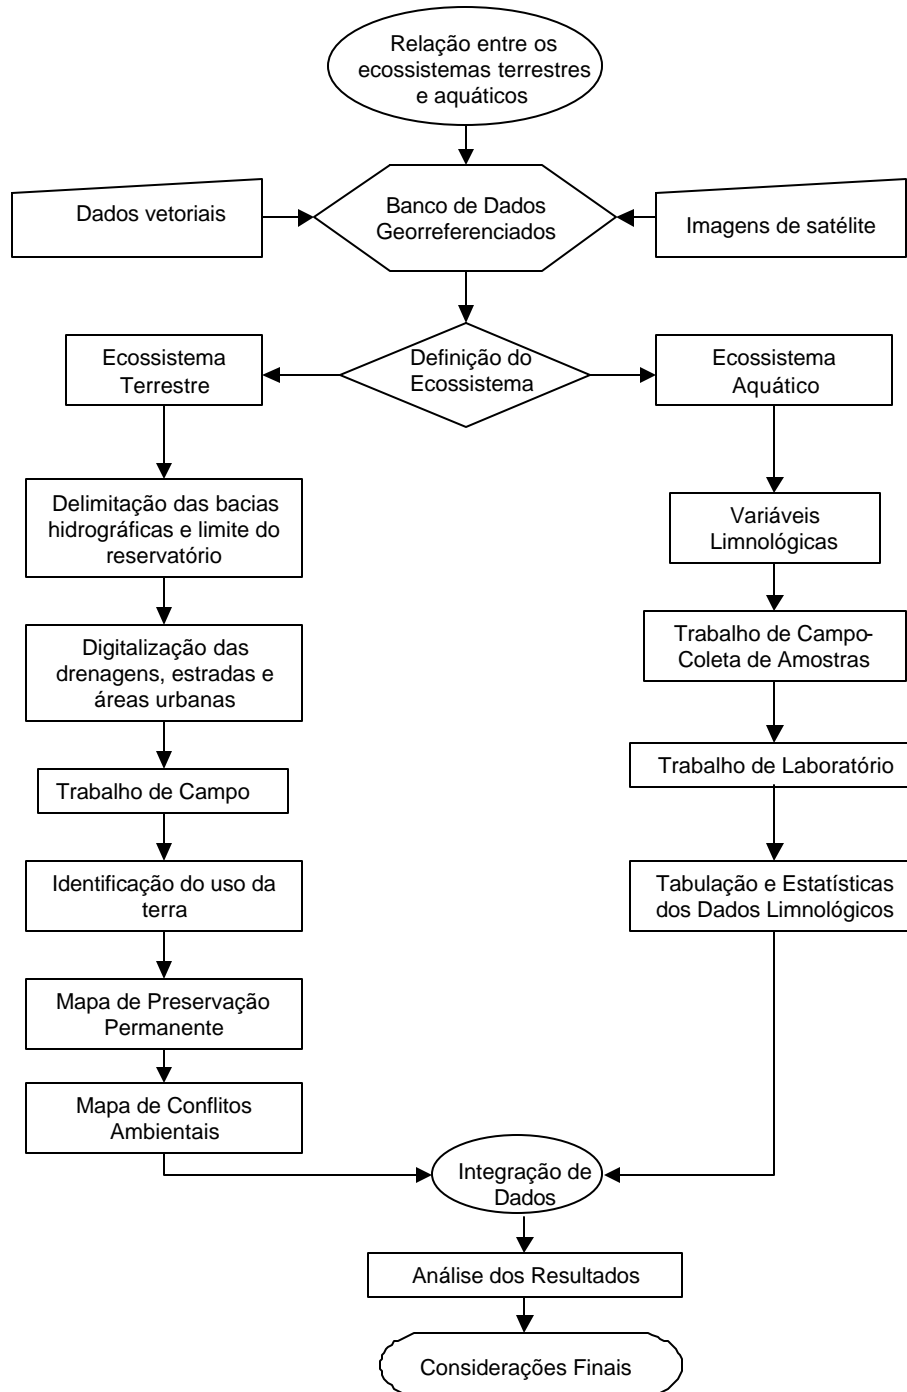 Relação entre os
ecossistemas terrestres
e aquáticos
Dados vetoriais
Banco de Dados
Georreferenciados
Imagens de satélite
Definição do
Ecossistema
Ecossistema
Terrestre
Ecossistema
Aquático
Delimitação das bacias
hidrográficas e limite do
reservatório
Digitalização das
drenagens, estradas e
áreas urbanas
Trabalho de Campo
Identificação do uso da
terra
Mapa de Preservação
Permanente
Mapa de Conflitos
Ambientais
Variáveis
Limnológicas
Trabalho de Campo-
Coleta de Amostras
Trabalho de Laboratório
Tabulação e Estatísticas
dos Dados Limnológicos
Integração de
Dados
Análise dos Resultados
Considerações Finais